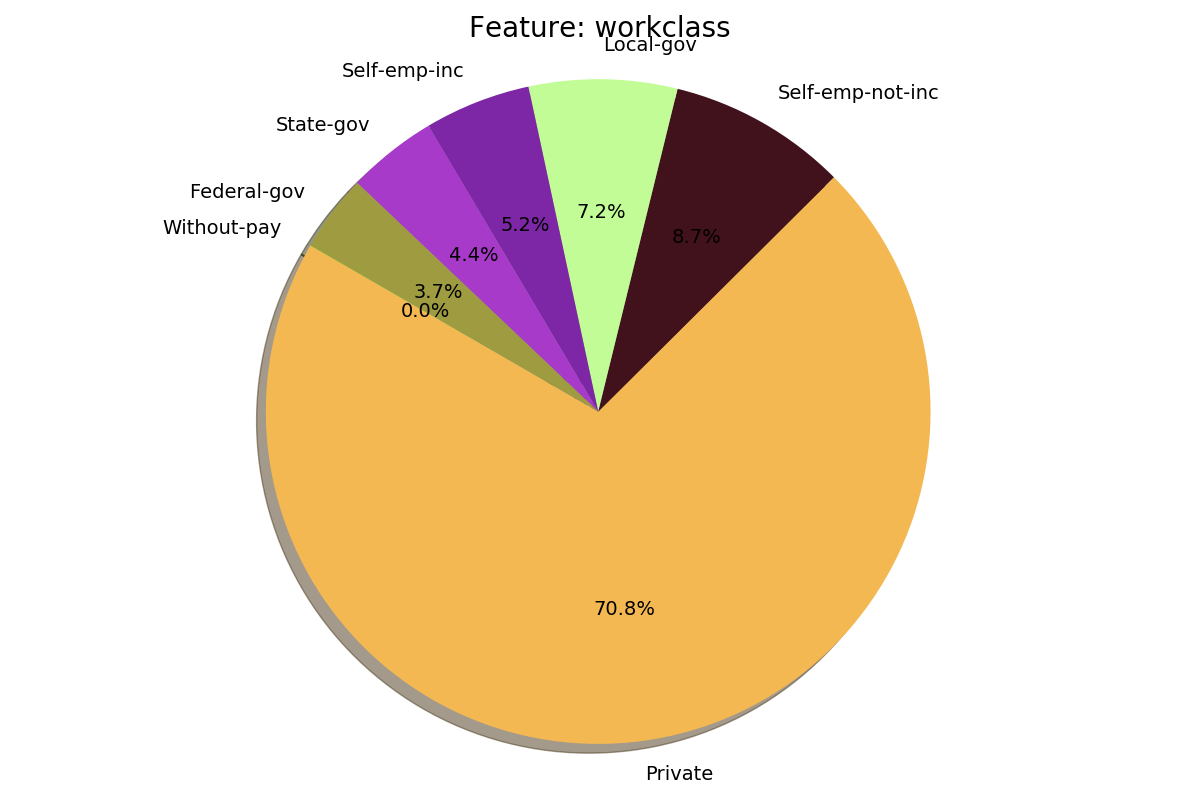 Feature: workclass
Local-gov
Self-emp-inc
Self-emp-not-inc
State-gov
Federal-gov
Without-pay
7.2%
5.2%
8.7%
4.4%
3.7%
0.0%
70.8%
Private